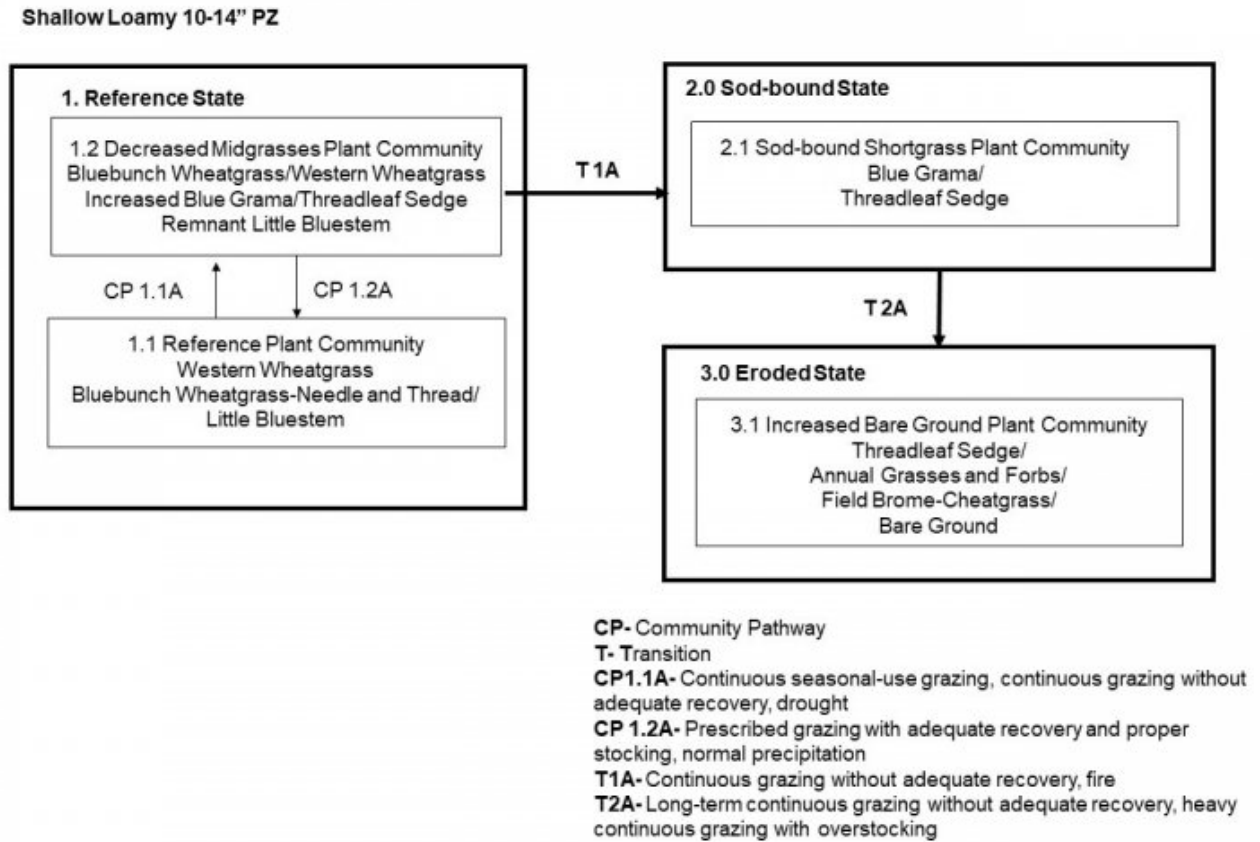 Shallow Loamy 10-14” PZ
1. Reference State
1.2 Decreased Midgrasses Plant Community
Bluebunch Wheatgrass/Western Wheatgrass
Increased Blue Grama/Threadleaf Sedge
Remnant Little Bluestem
CP 1.1A
CP 1.2A
1.1 Reference Plant Community
Western Wheatgrass
Bluebunch Wheatgrass-Needle and Thread/
Little Bluestem
T 1A
2.0 Sod-bound State
2.1 Sod-bound Shortgrass Plant Community
Blue Grama/
Threadleaf Sedge
T 2A
3.0 Eroded State
3.1 Increased Bare Ground Plant Community
Threadleaf Sedge/
Annual Grasses and Forbs/
Field Brome-Cheatgrass/
Bare Ground
CP- Community Pathway
T- Transition
CP1.1A- Continuous seasonal-use grazing, continuous grazing without
adequate recovery, drought
CP 1.2A- Prescribed grazing with adequate recovery and proper
stocking, normal precipitation
T1A- Continuous grazing without adequate recovery, fire
T2A- Long-term continuous grazing without adequate recovery, heavy
continuous grazing with overstocking